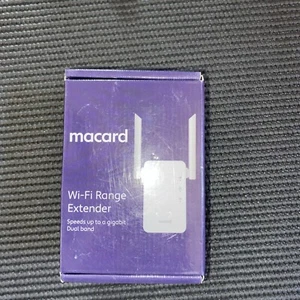 macard
Wi-Fi Range
Extender
Speeds up to a gigabit
Dual band